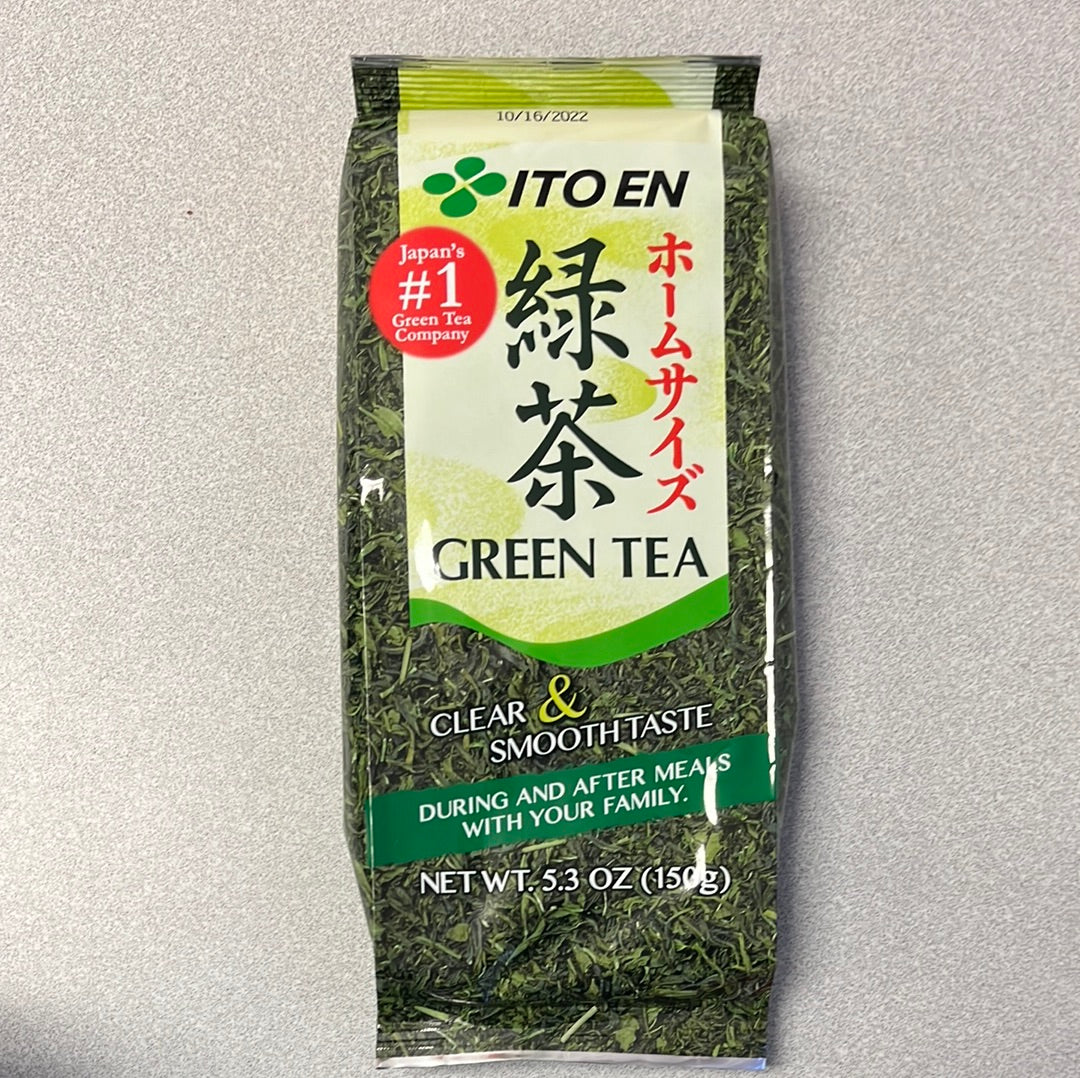 10/16/2022
ITO EN
Japan's
#1
Green Tea
Company
緑茶
ホームサイズ
GREEN TEA
CLEAR &
SMOOTH TASTE
DURING AND AFTER MEALS
WITH YOUR FAMILY.
NET WT. 5.3 OZ (150g)